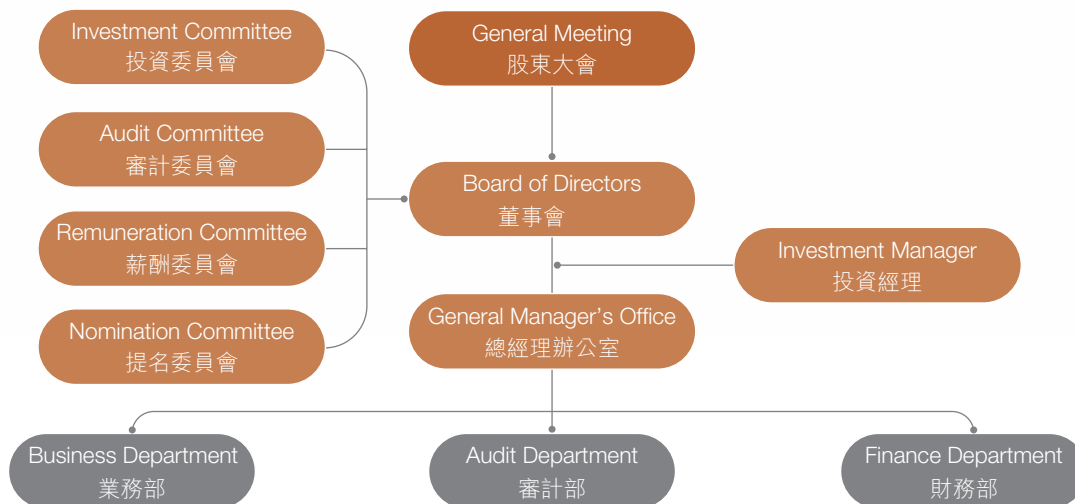 Investment Committee
投資委員會
General Meeting
股東大會
Audit Committee
審計委員會
Board of Directors
董事會
Remuneration Committee
薪酬委員會
Investment Manager
投資經理
General Manager’s Office
總經理辦公室
Nomination Committee
提名委員會
Business Department
業務部
Audit Department
審計部
Finance Department
財務部